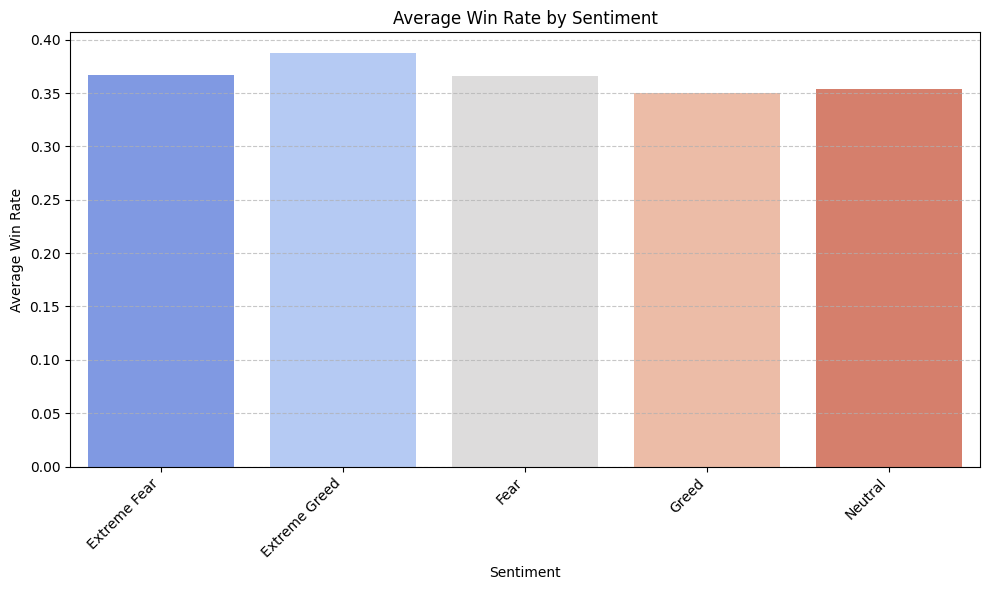 Average Win Rate by Sentiment
0.40
0.35
0.30
0.25
0.20
0.15
0.10
0.05
0.00
Average Win Rate
Extreme Fear
Extreme Greed
Fear
Greed
Neutral
Sentiment